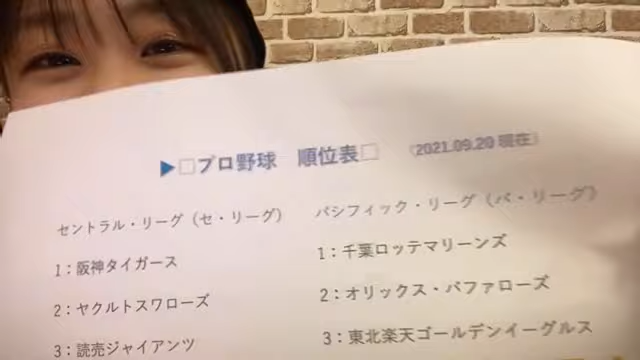 ▶□プロ野球 順位表□ (2021.09.20 現在)
セントラル・リーグ(セ・リーグ)
1:阪神タイガース
2:ヤクルトスワローズ
3:読売ジャイアンツ
パシフィック・リーグ(パ・リーグ)
1:千葉ロッテマリーンズ
2:オリックス・バファローズ
3:東北楽天ゴールデンイーグルス